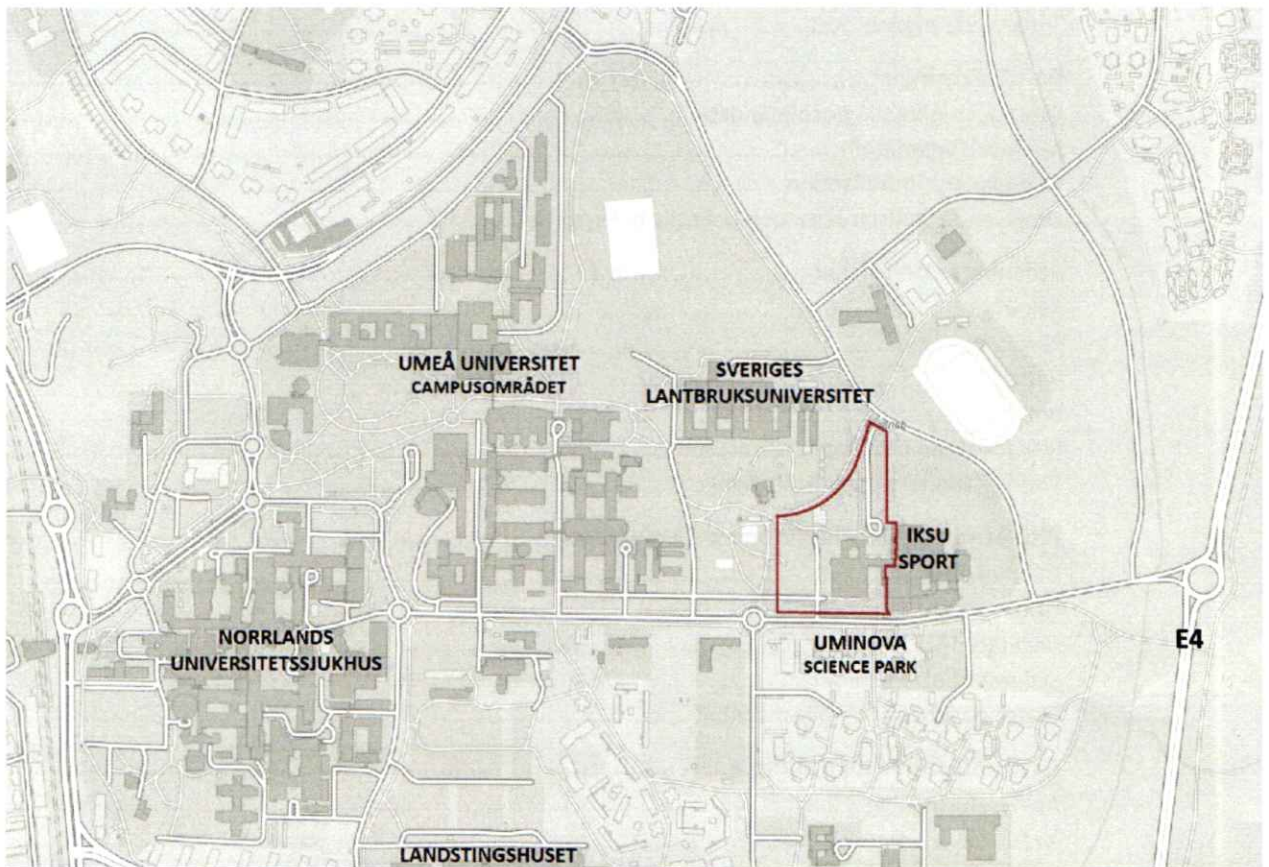 UMEÅ UNIVERSITET
CAMPUSOMRÅDET
SVERIGES
LANTBRUKSUNIVERSITET
IKSU
SPORT
NORRLANDS
UNIVERSITETSSJUKHUS
UMINOVA
SCIENCE PARK
E4
LANDSTINGSHUSET